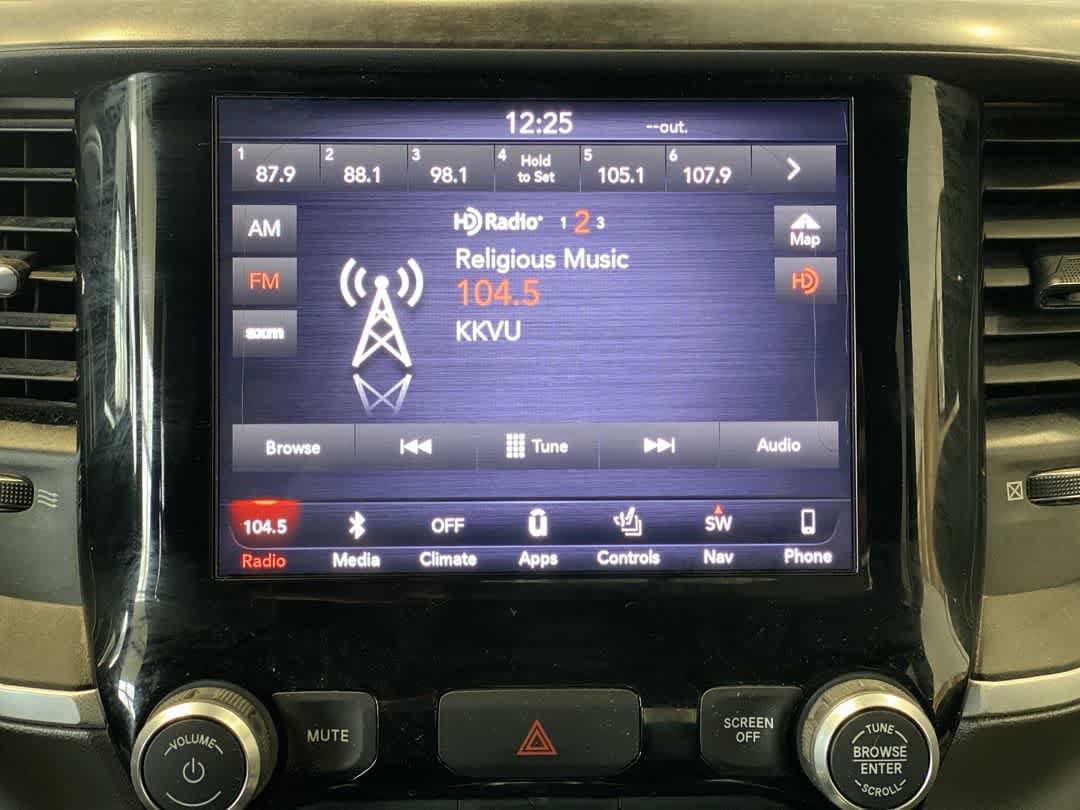 12:25 --out.
1 87.9 2 88.1 3 98.1 4 Hold to Set 5 105.1 6 107.9
AM
HD Radio 1 2 3
Map
Religious Music
FM
104.5
HD
KKVU
sxm
Browse Tune Audio
104.5 OFF SW
Radio Media Climate Apps Controls Nav Phone
VOLUME
MUTE
SCREEN
OFF
TUNE
BROWSE
ENTER
SCROLL